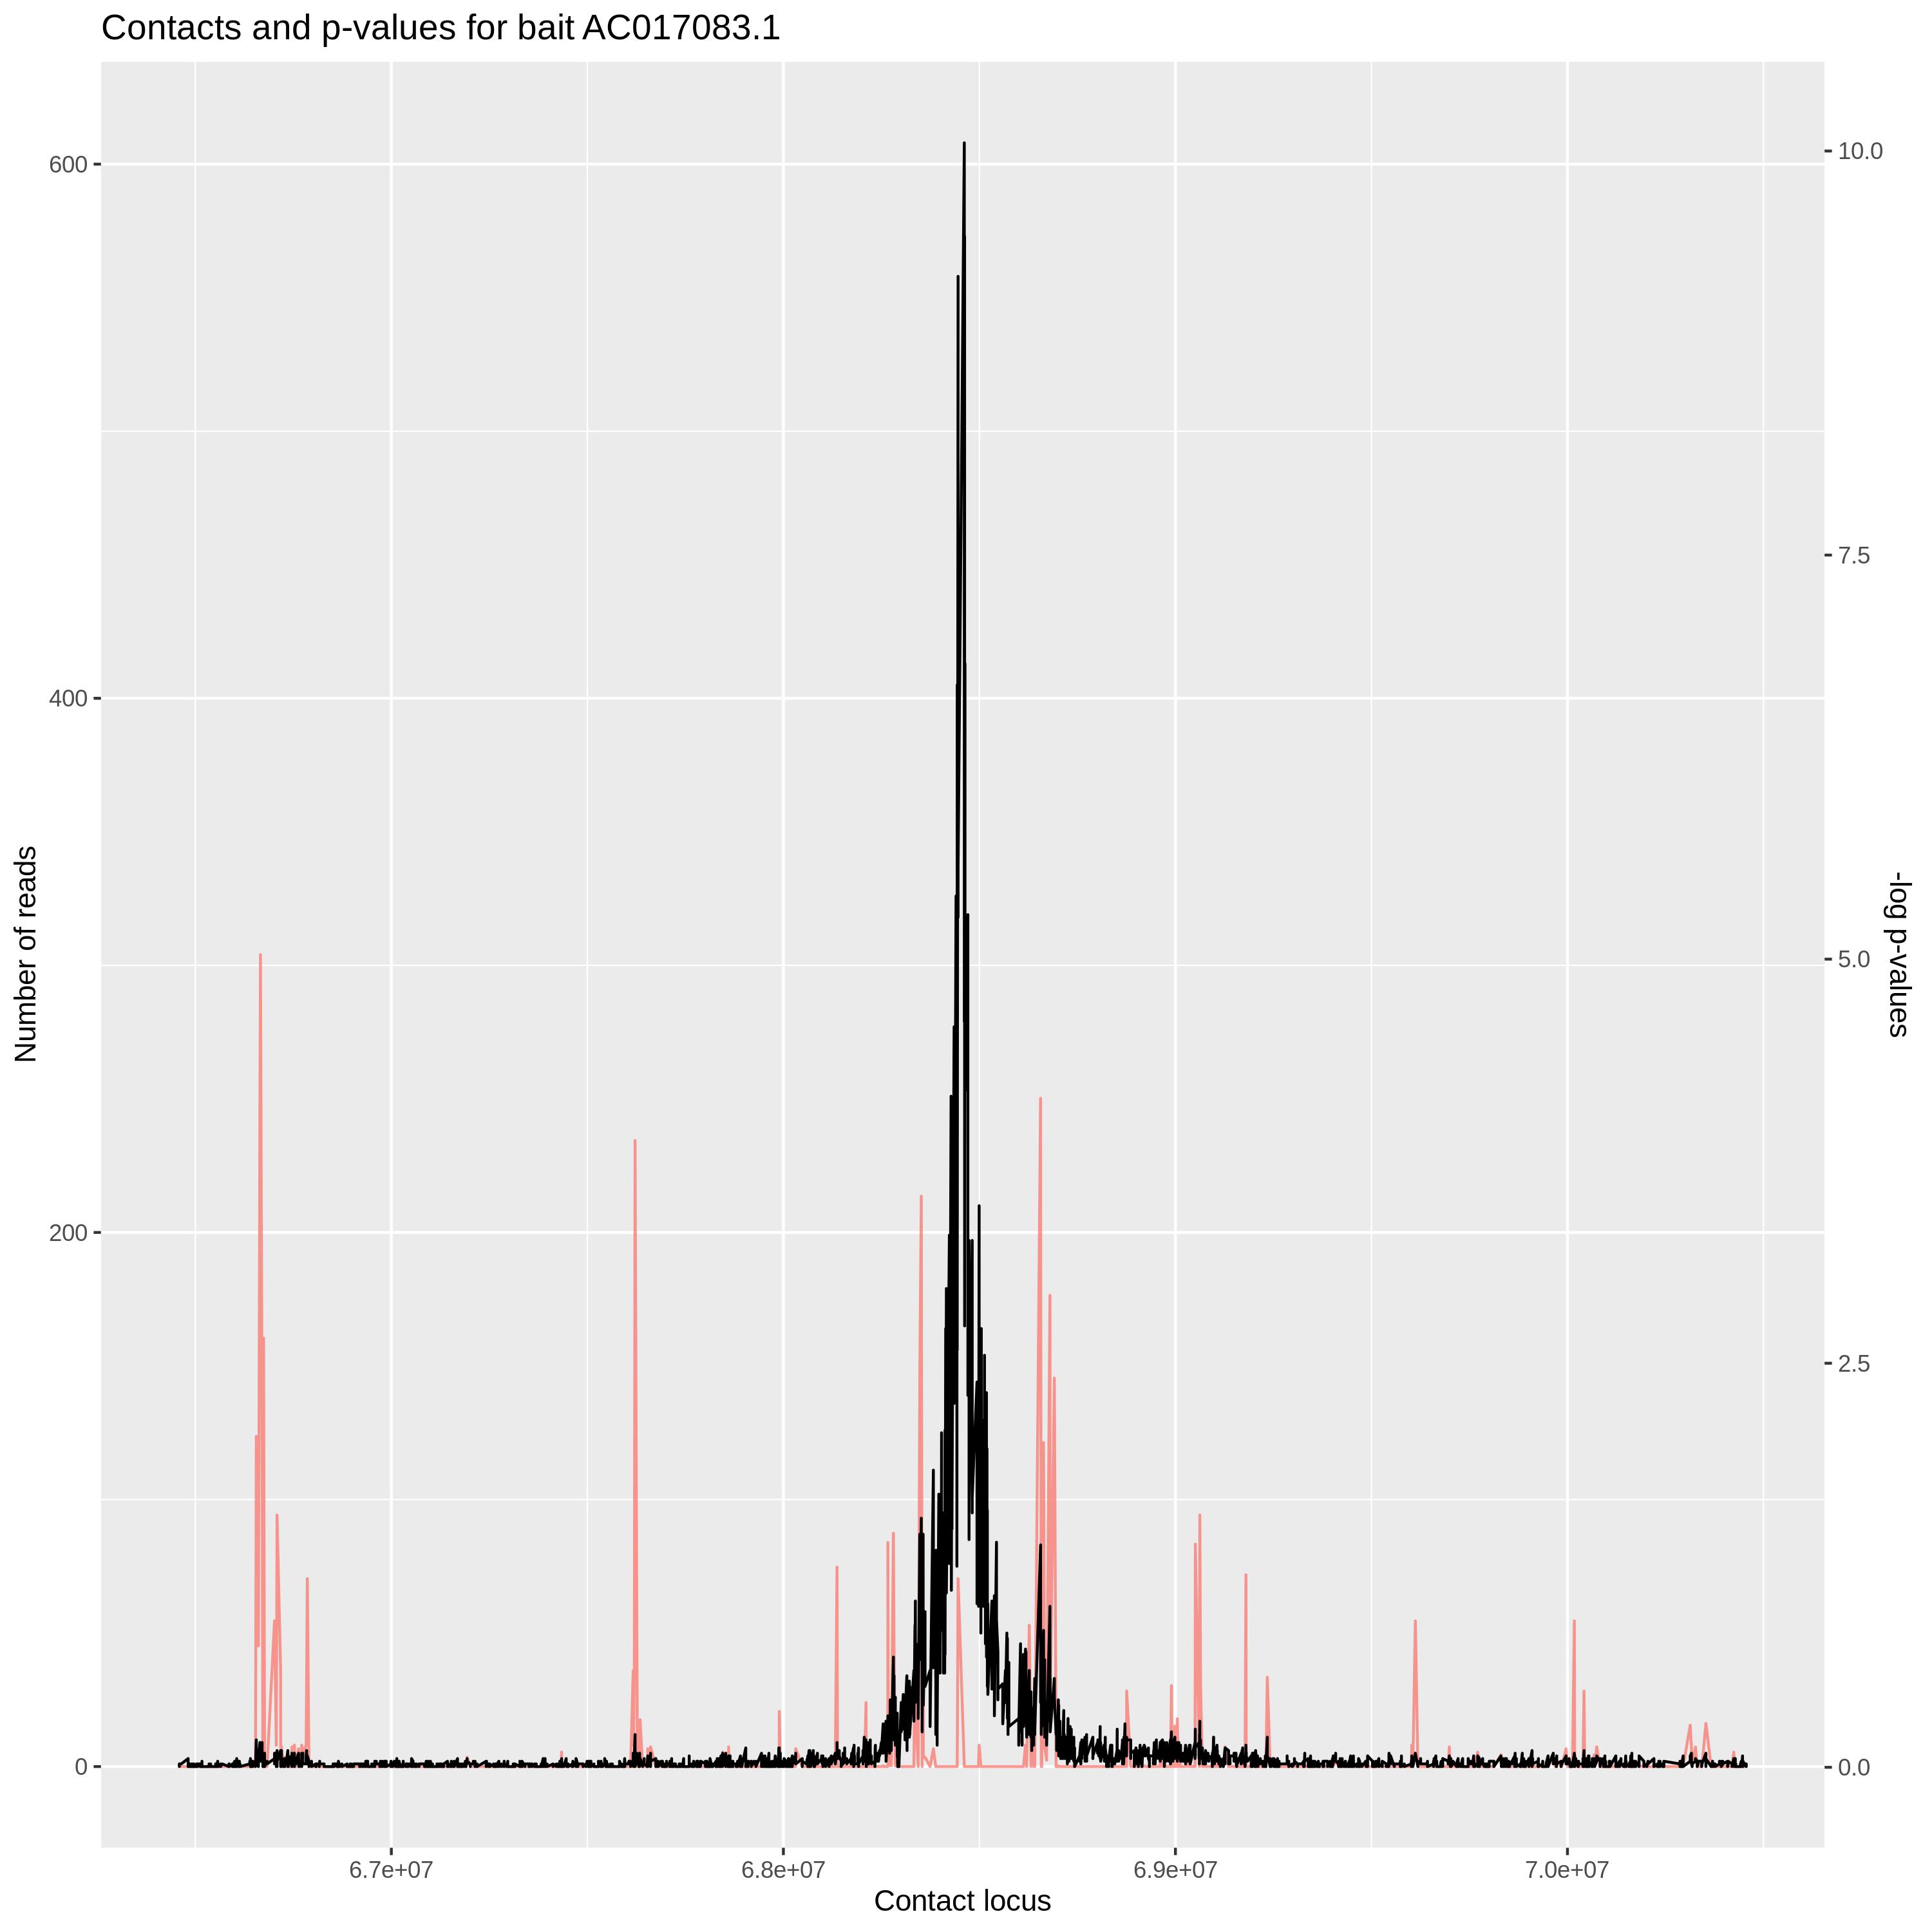 Contacts and p-values for bait AC017083.1
600
400
200
0
10.0
7.5
5.0
2.5
0.0
Number of reads
-log p-values
6.7e+07
6.8e+07
6.9e+07
7.0e+07
Contact locus